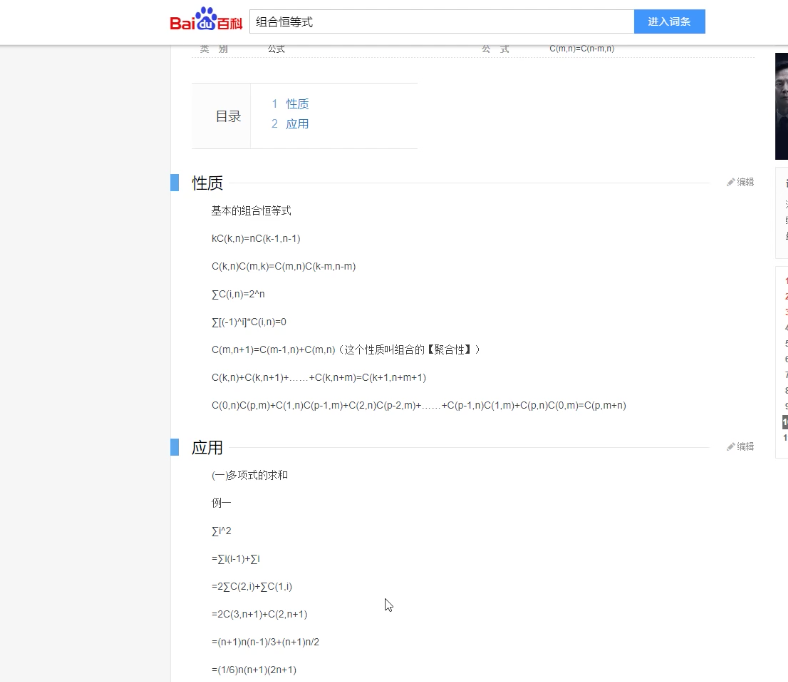 Bai du 百科
组合恒等式
进入词条
类 别 公式 公 式 C(m,n)=C(n-m,n)
目录
1 性质
2 应用
性质
编辑
基本的组合恒等式
kC(k,n)=nC(k-1,n-1)
C(k,n)C(m,k)=C(m,n)C(k-m,n-m)
∑C(i,n)=2^n
∑[(-1)^i]*C(i,n)=0
C(m,n+1)=C(m-1,n)+C(m,n)（这个性质叫组合的【聚合性】）
C(k,n)+C(k,n+1)+……+C(k,n+m)=C(k+1,n+m+1)
C(0,n)C(p,m)+C(1,n)C(p-1,m)+C(2,n)C(p-2,m)+……+C(p-1,n)C(1,m)+C(p,n)C(0,m)=C(p,m+n)
应用
编辑
(一)多项式的求和
例一
∑i^2
=∑i(i-1)+∑i
=2∑C(2,i)+∑C(1,i)
=2C(3,n+1)+C(2,n+1)
=(n+1)n(n-1)/3+(n+1)n/2
=(1/6)n(n+1)(2n+1)